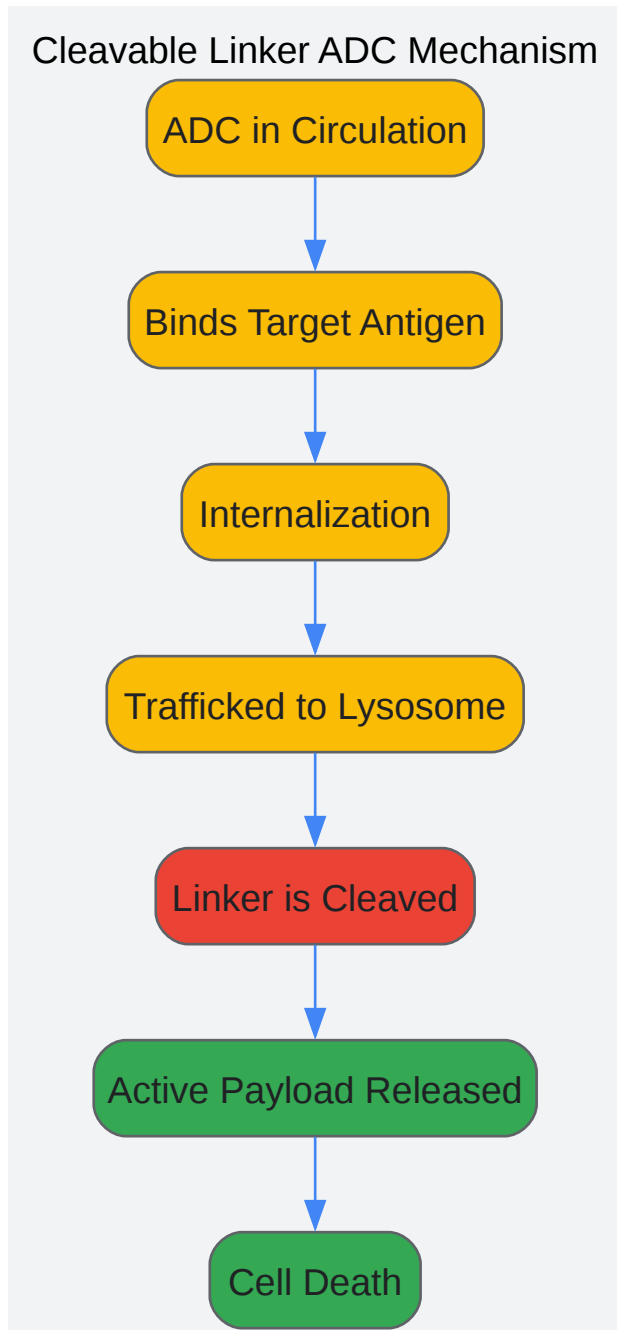 Cleavable Linker ADC Mechanism
ADC in Circulation
Binds Target Antigen
Internalization
Trafficked to Lysosome
Linker is Cleaved
Active Payload Released
Cell Death